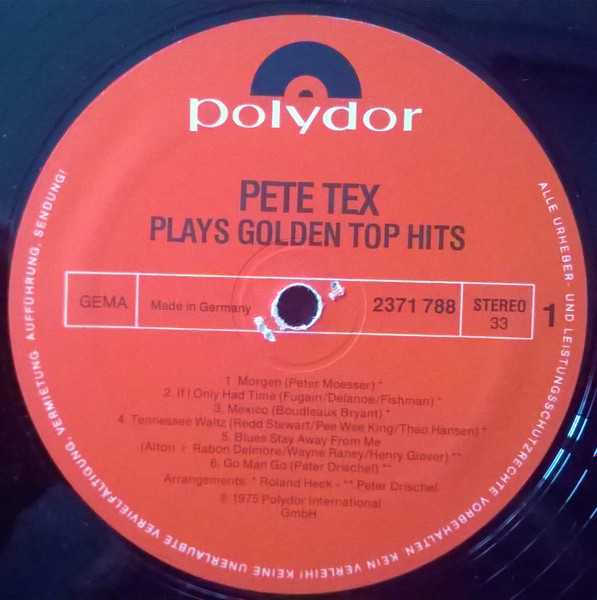 polydor
PETE TEX
PLAYS GOLDEN TOP HITS
GEMA
Made in Germany
2371 788
STEREO
33
1
1. Morgen (Peter Moesser) *
2. If I Only Had Time (Fugain/Delanoe/Fishman) *
3. Mexico (Boudleaux Bryant) *
4. Tennessee Waltz (Redd Stewart/Pee Wee King/Theo Hansen) *
5. Blues Stay Away From Me
(Alton + Rabon Delmore/Wayne Raney/Henry Glover) **
6. Go Man Go (Peter Drischel) **
Arrangements: * Roland Heck - ** Peter Drischel
℗ 1975 Polydor International
GmbH
ALLE URHEBER- UND LEISTUNGSSCHUTZRECHTE VORBEHALTEN. KEIN VERLEIH! KEINE UNERLAUBTE VERVIELFÄLTIGUNG, VERMIETUNG, AUFFÜHRUNG, SENDUNG!